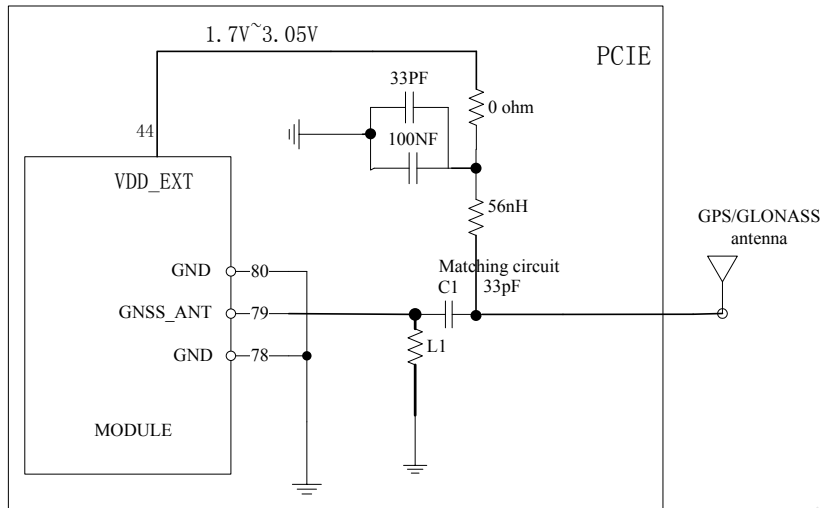 1.7V~3.05V
PCIE
33PF
0 ohm
44
100NF
VDD_EXT
56nH
GPS/GLONASS
antenna
GND
80
Matching circuit
C1
33pF
GNSS_ANT
79
L1
GND
78
MODULE